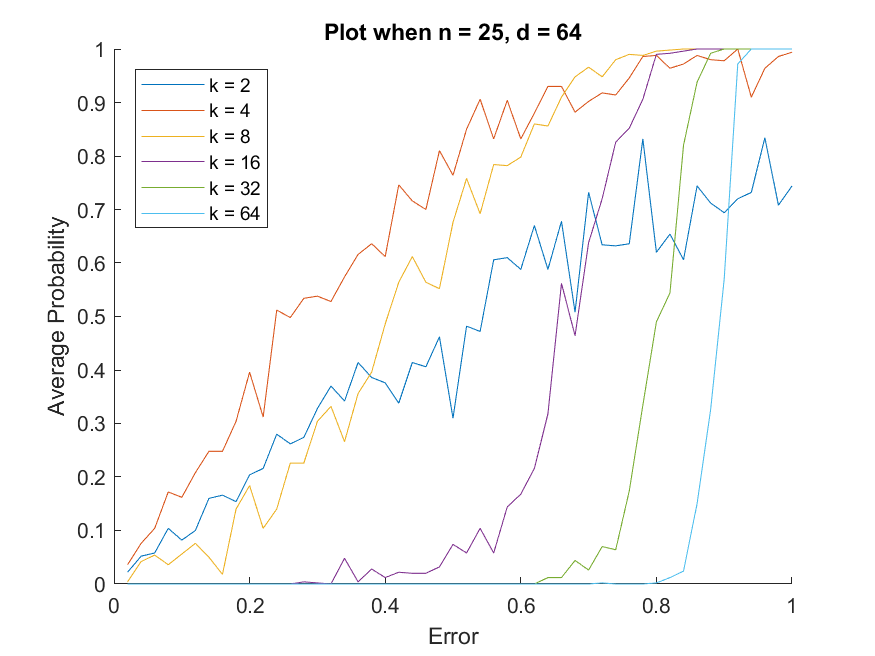 Plot when n = 25, d = 64
k = 2
k = 4
k = 8
k = 16
k = 32
k = 64
Average Probability
1
0.9
0.8
0.7
0.6
0.5
0.4
0.3
0.2
0.1
0
0 0.2 0.4 0.6 0.8 1
Error